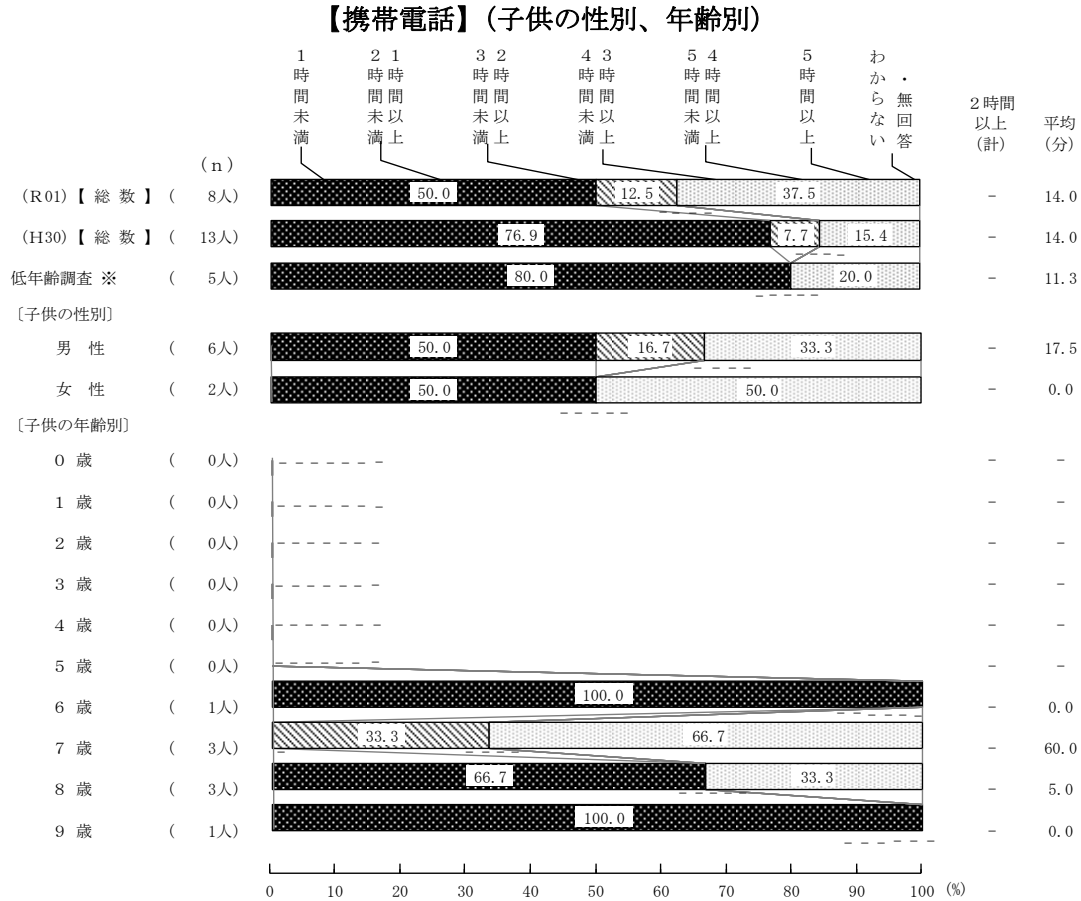 【携帯電話】（子供の性別、年齢別）
１時間未満
１時間以上２時間未満
２時間以上３時間未満
３時間以上４時間未満
４時間以上５時間未満
５時間以上
わからない・無回答
２時間以上（計）
平均（分）
（ｎ）
(R01)【 総 数 】 ( 8人) 50.0 12.5 37.5 － 14.0
(H30)【 総 数 】 ( 13人) 76.9 7.7 15.4 － 14.0
低年齢調査 ※ ( 5人) 80.0 20.0 － 11.3
〔子供の性別〕
男 性 ( 6人) 50.0 16.7 33.3 － 17.5
女 性 ( 2人) 50.0 50.0 － 0.0
〔子供の年齢別〕
０ 歳 ( 0人) － －
１ 歳 ( 0人) － －
２ 歳 ( 0人) － －
３ 歳 ( 0人) － －
４ 歳 ( 0人) － －
５ 歳 ( 0人) － －
６ 歳 ( 1人) 100.0 － 0.0
７ 歳 ( 3人) 33.3 66.7 － 60.0
８ 歳 ( 3人) 66.7 33.3 － 5.0
９ 歳 ( 1人) 100.0 － 0.0
0 10 20 30 40 50 60 70 80 90 100 (%)